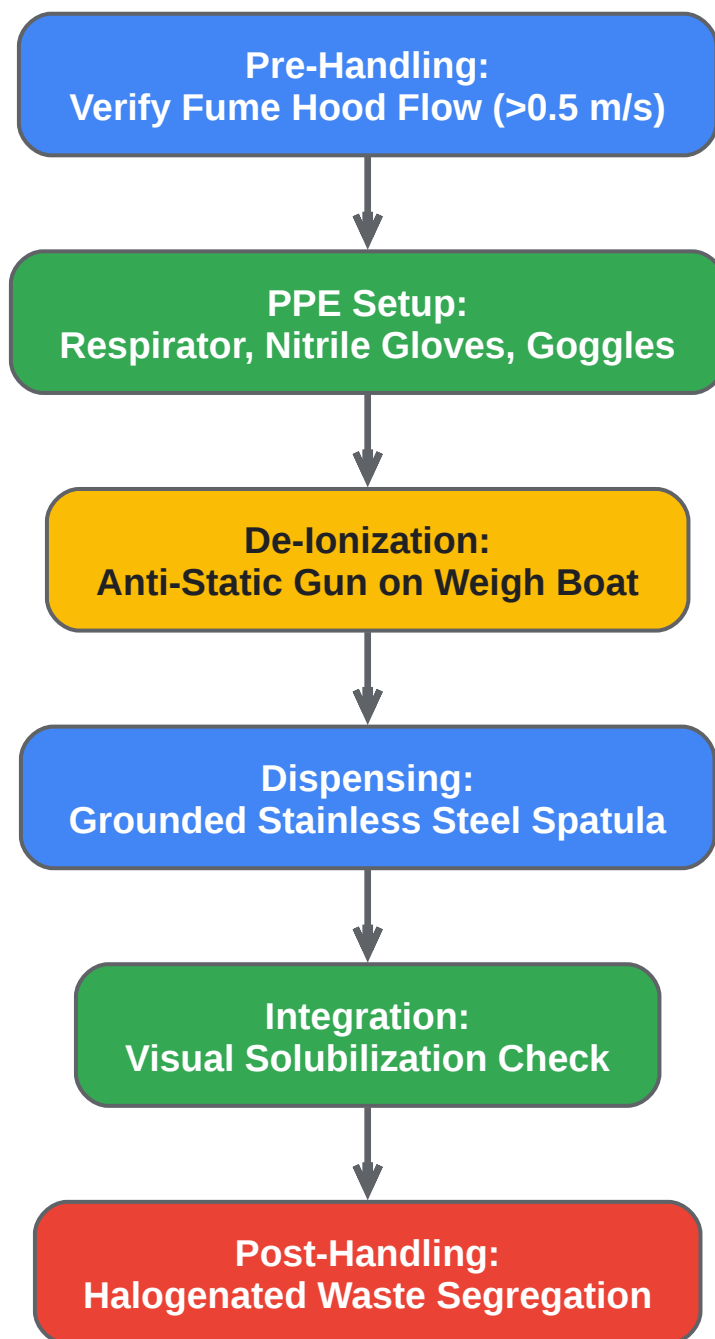 Pre-Handling:
Verify Fume Hood Flow (>0.5 m/s)
PPE Setup:
Respirator, Nitrile Gloves, Goggles
De-Ionization:
Anti-Static Gun on Weigh Boat
Dispensing:
Grounded Stainless Steel Spatula
Integration:
Visual Solubilization Check
Post-Handling:
Halogenated Waste Segregation